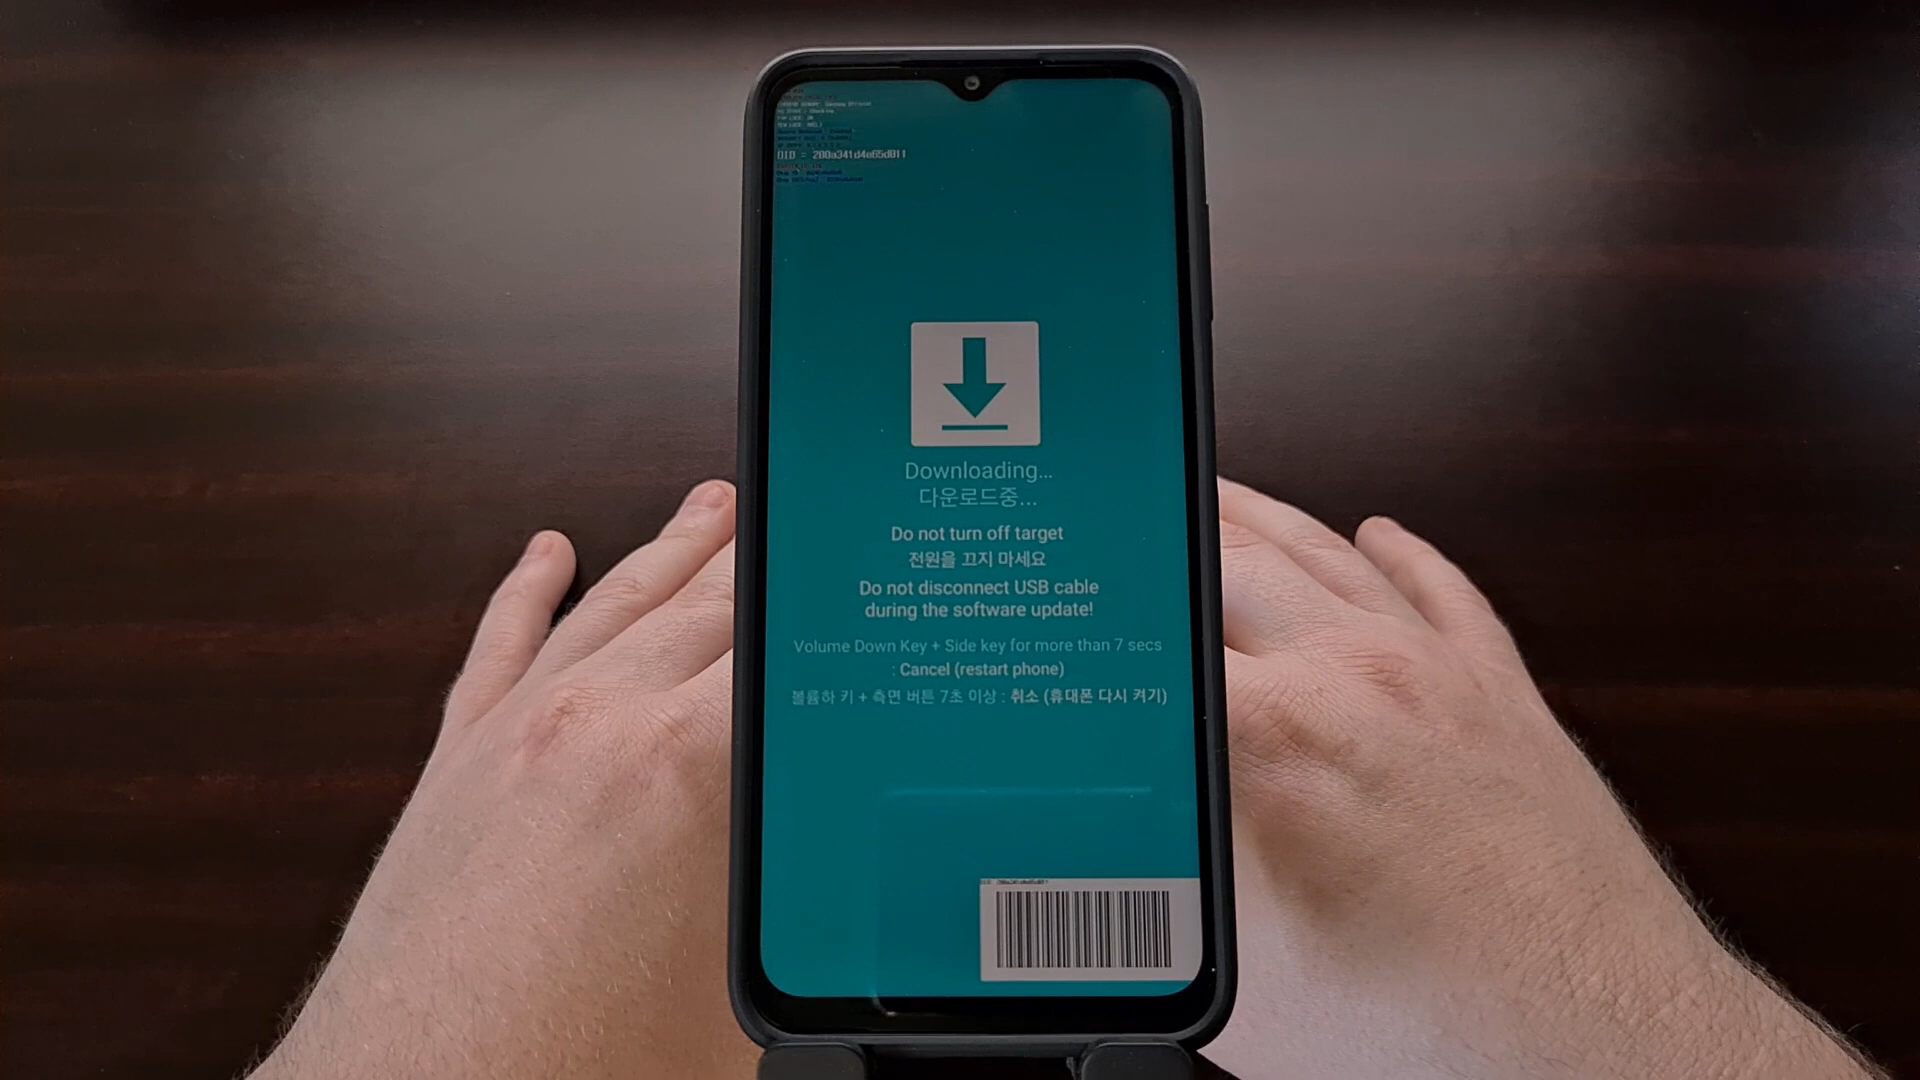 DID = 200a341d4e65d011
Downloading...
다운로드중...
Do not turn off target
전원을 끄지 마세요
Do not disconnect USB cable
during the software update!
Volume Down Key + Side key for more than 7 secs
: Cancel (restart phone)
볼륨하 키 + 측면 버튼 7초 이상 : 취소 (휴대폰 다시 켜기)